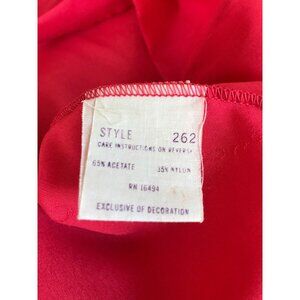 STYLE 262
CARE INSTRUCTIONS ON REVERSE
65% ACETATE 35% NYLON
RN 16494
EXCLUSIVE OF DECORATION